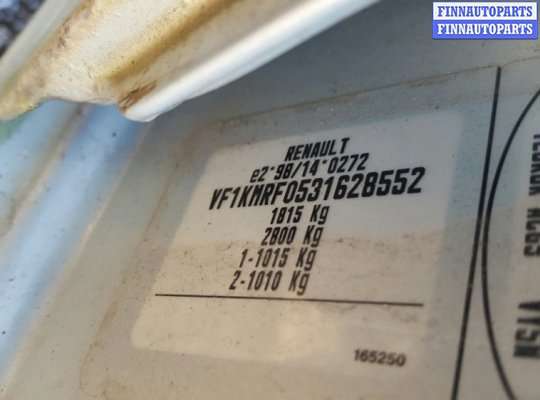 FINNAUTOPARTS
FINNAUTOPARTS
RENAULT
e2*98/14*0272
VF1KMRF0531628552
1815 Kg
2800 Kg
1-1015 Kg
2-1010 Kg
165250